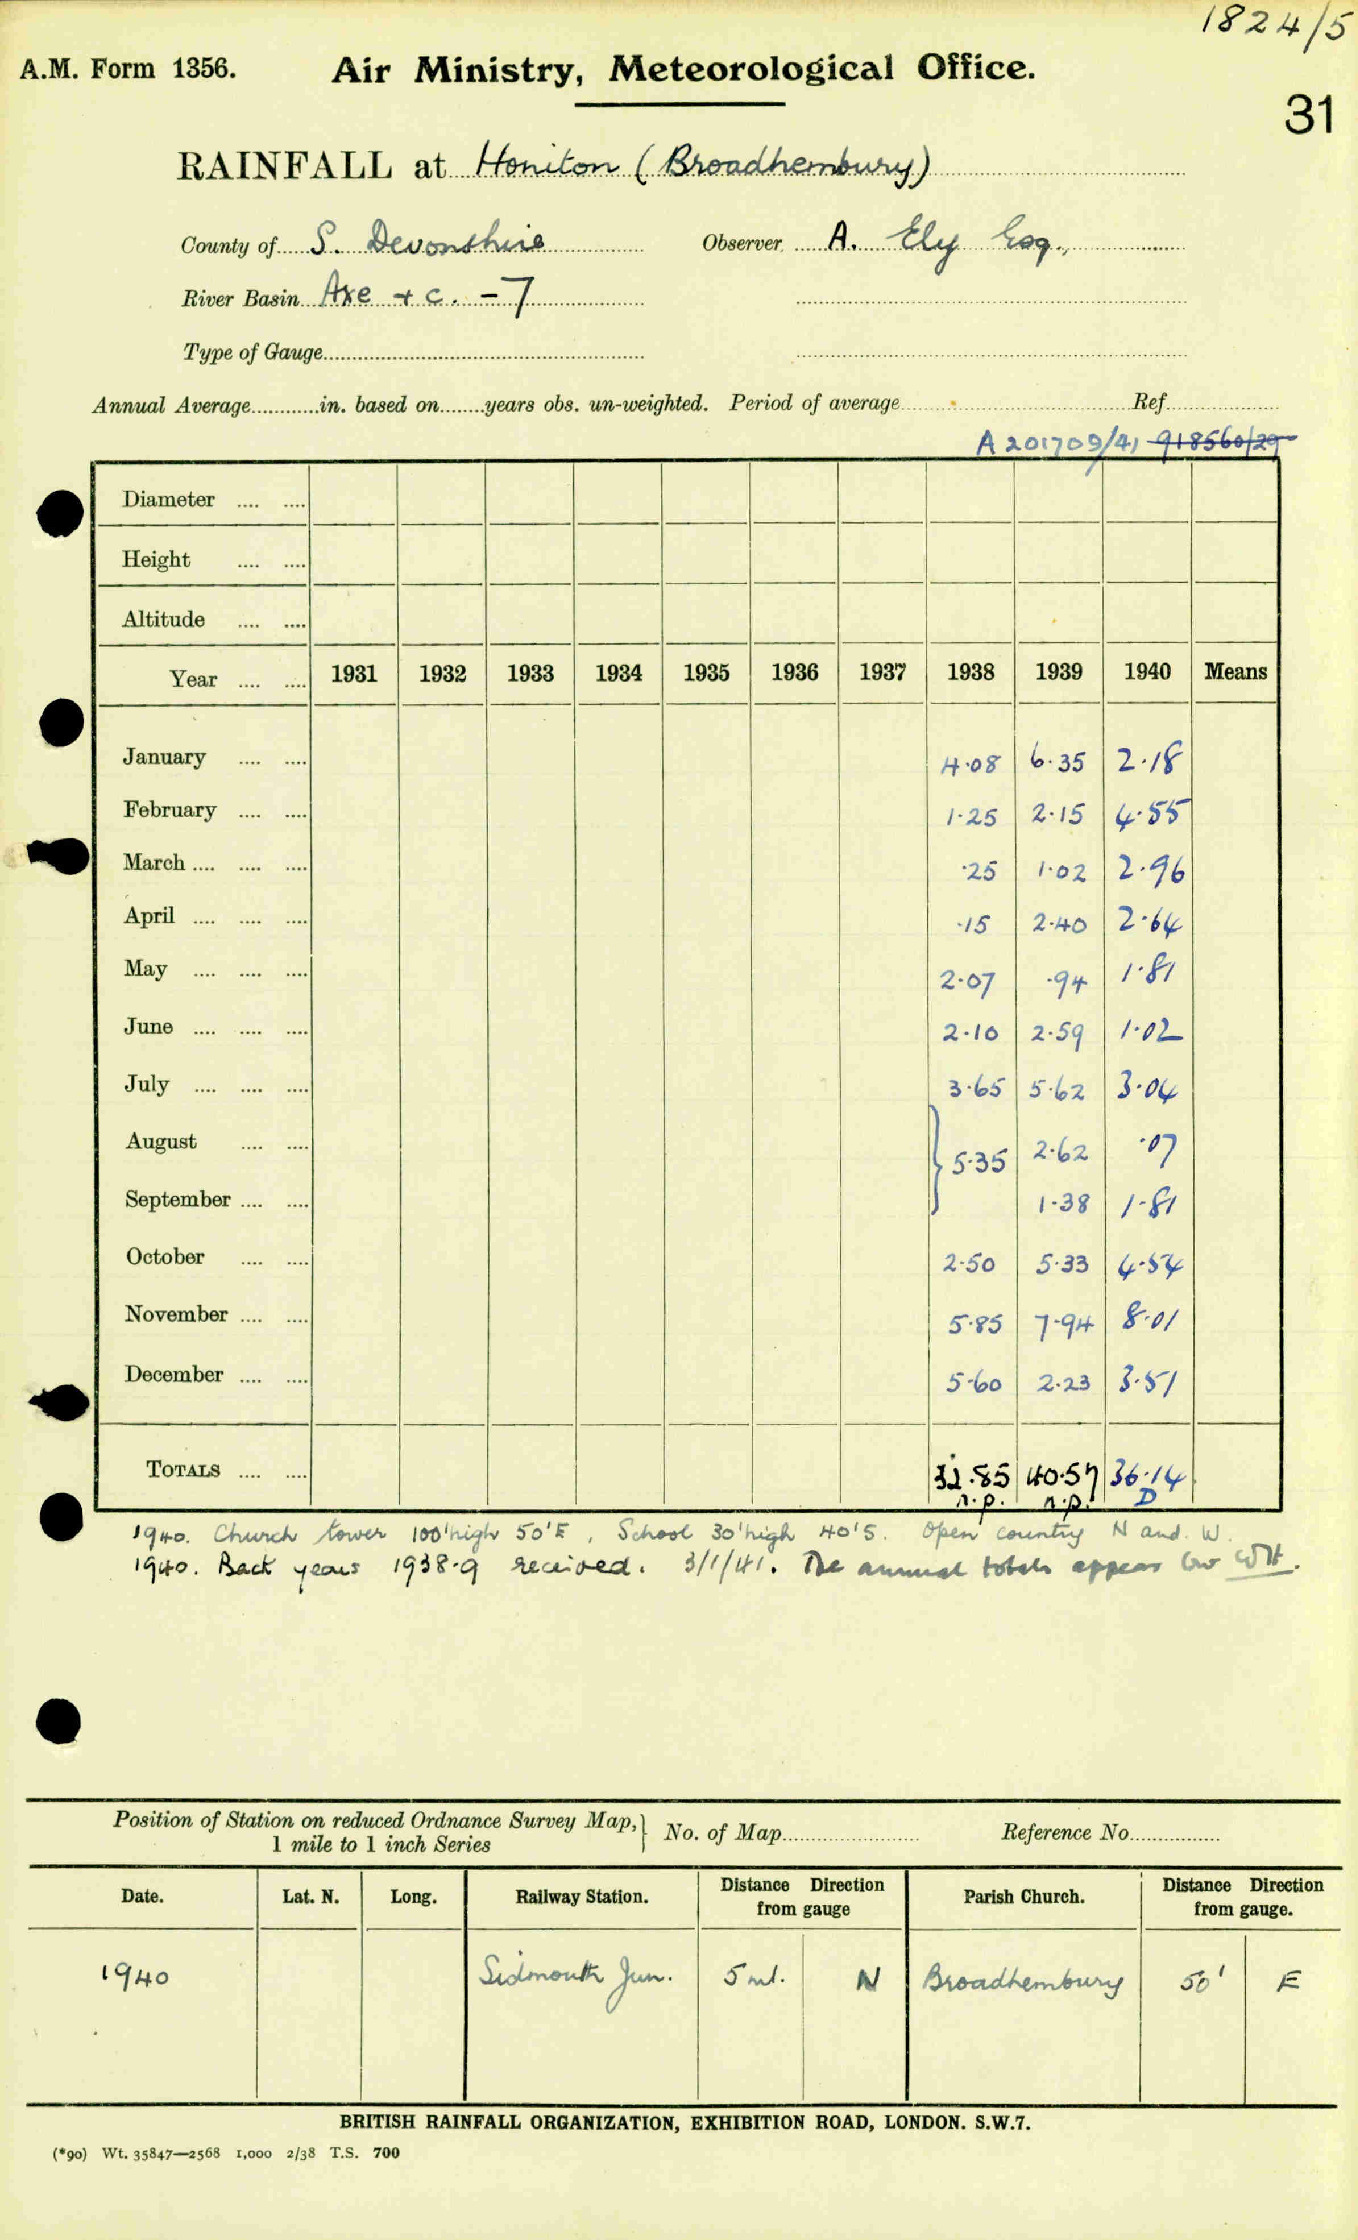 1824/5
A.M. Form 1356. Air Ministry, Meteorological Office.
31
RAINFALL at Honiton (Broadhembury)
County of S. Devonshire Observer A. Ely Esq.,
River Basin Axe + c. -7
Type of Gauge
Annual Average in. based on years obs. un-weighted. Period of average Ref.
A 201709/41 918560/29
Diameter
Height
Altitude
Year 1931 1932 1933 1934 1935 1936 1937 1938 1939 1940 Means
January 4.08 6.35 2.18
February 1.25 2.15 4.55
March .25 1.02 2.96
April .15 2.40 2.64
May 2.07 .94 1.81
June 2.10 2.59 1.02
July 3.65 5.62 3.04
August } 5.35 2.62 .07
September 1.38 1.81
October 2.50 5.33 4.54
November 5.85 7.94 8.01
December 5.60 2.23 3.51
TOTALS 32.85 40.57 36.14
n.p. n.p. D
1940. Church tower 100' high 50'E, School 30' high 40'S. Open country N and W.
1940. Back years 1938-9 received. 3/1/41. The annual totals appear low
Position of Station on reduced Ordnance Survey Map, } No. of Map Reference No.
1 mile to 1 inch Series
Date. Lat. N. Long. Railway Station. Distance Direction from gauge Parish Church. Distance Direction from gauge.
1940 Sidmouth Jun. 5 ml. N Broadhembury 50' E
BRITISH RAINFALL ORGANIZATION, EXHIBITION ROAD, LONDON. S.W.7.
(*90) Wt. 35847—2568 1,000 2/38 T.S. 700